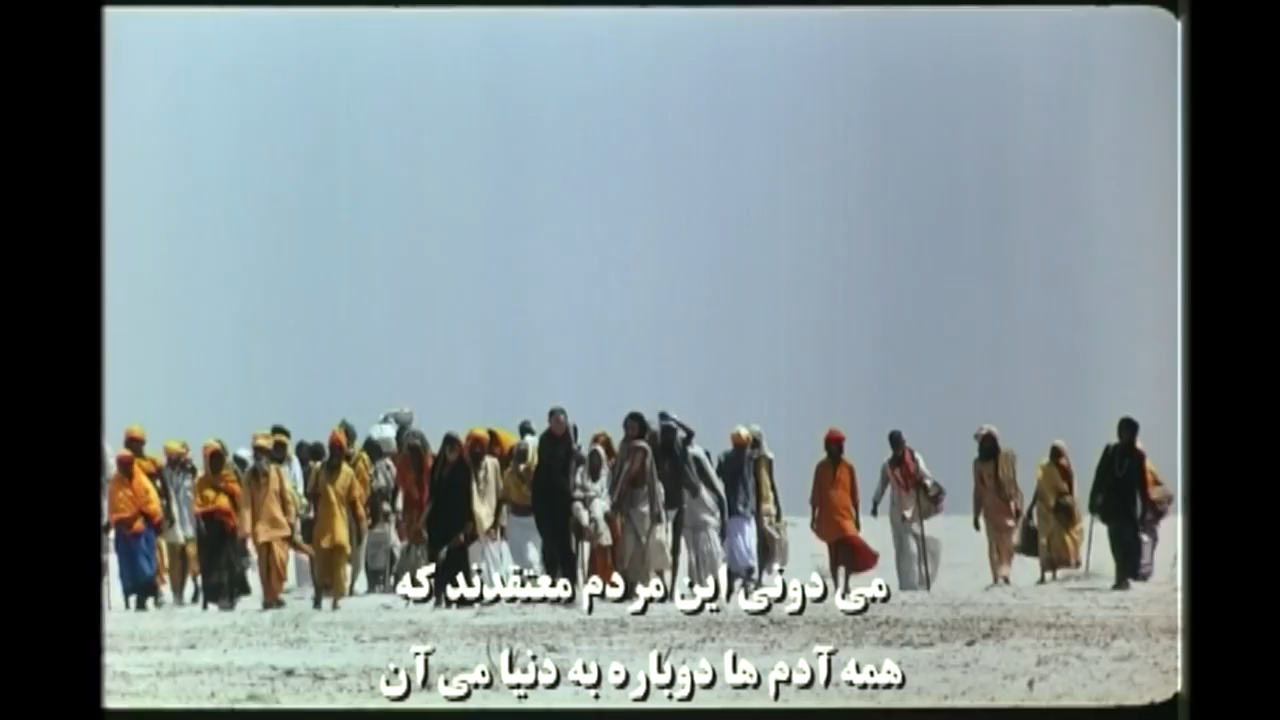 می دونی این مردم معتقدند که
همه آدم ها دوباره به دنیا می آن